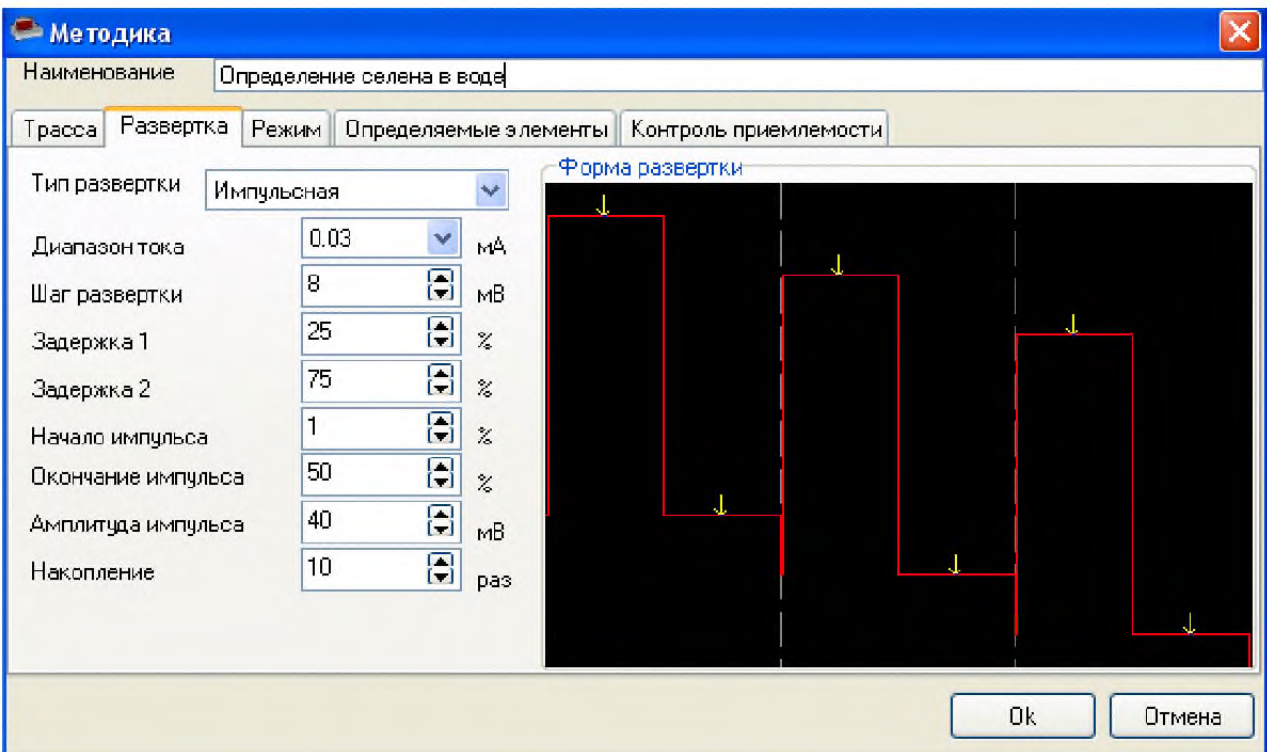 Методика
Наименование Определение селена в воде
Трасса Развертка Режим Определяемые элементы Контроль приемлемости
Тип развертки Импульсная
Диапазон тока 0.03 мА
Шаг развертки 8 мВ
Задержка 1 25 %
Задержка 2 75 %
Начало импульса 1 %
Окончание импульса 50 %
Амплитуда импульса 40 мВ
Накопление 10 раз
Форма развертки
Ok Отмена